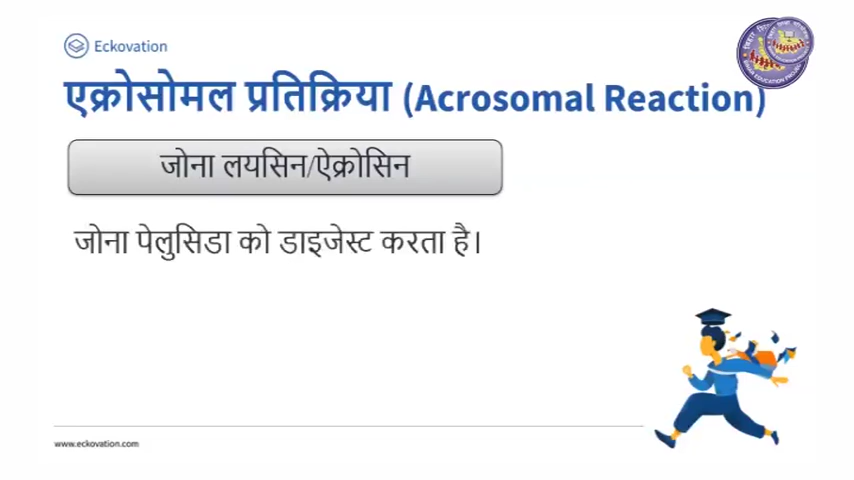 Eckovation
एक्रोसोमल प्रतिक्रिया (Acrosomal Reaction)
जोना लयसिन/ऐक्रोसिन
जोना पेलुसिडा को डाइजेस्ट करता है।
www.eckovation.com